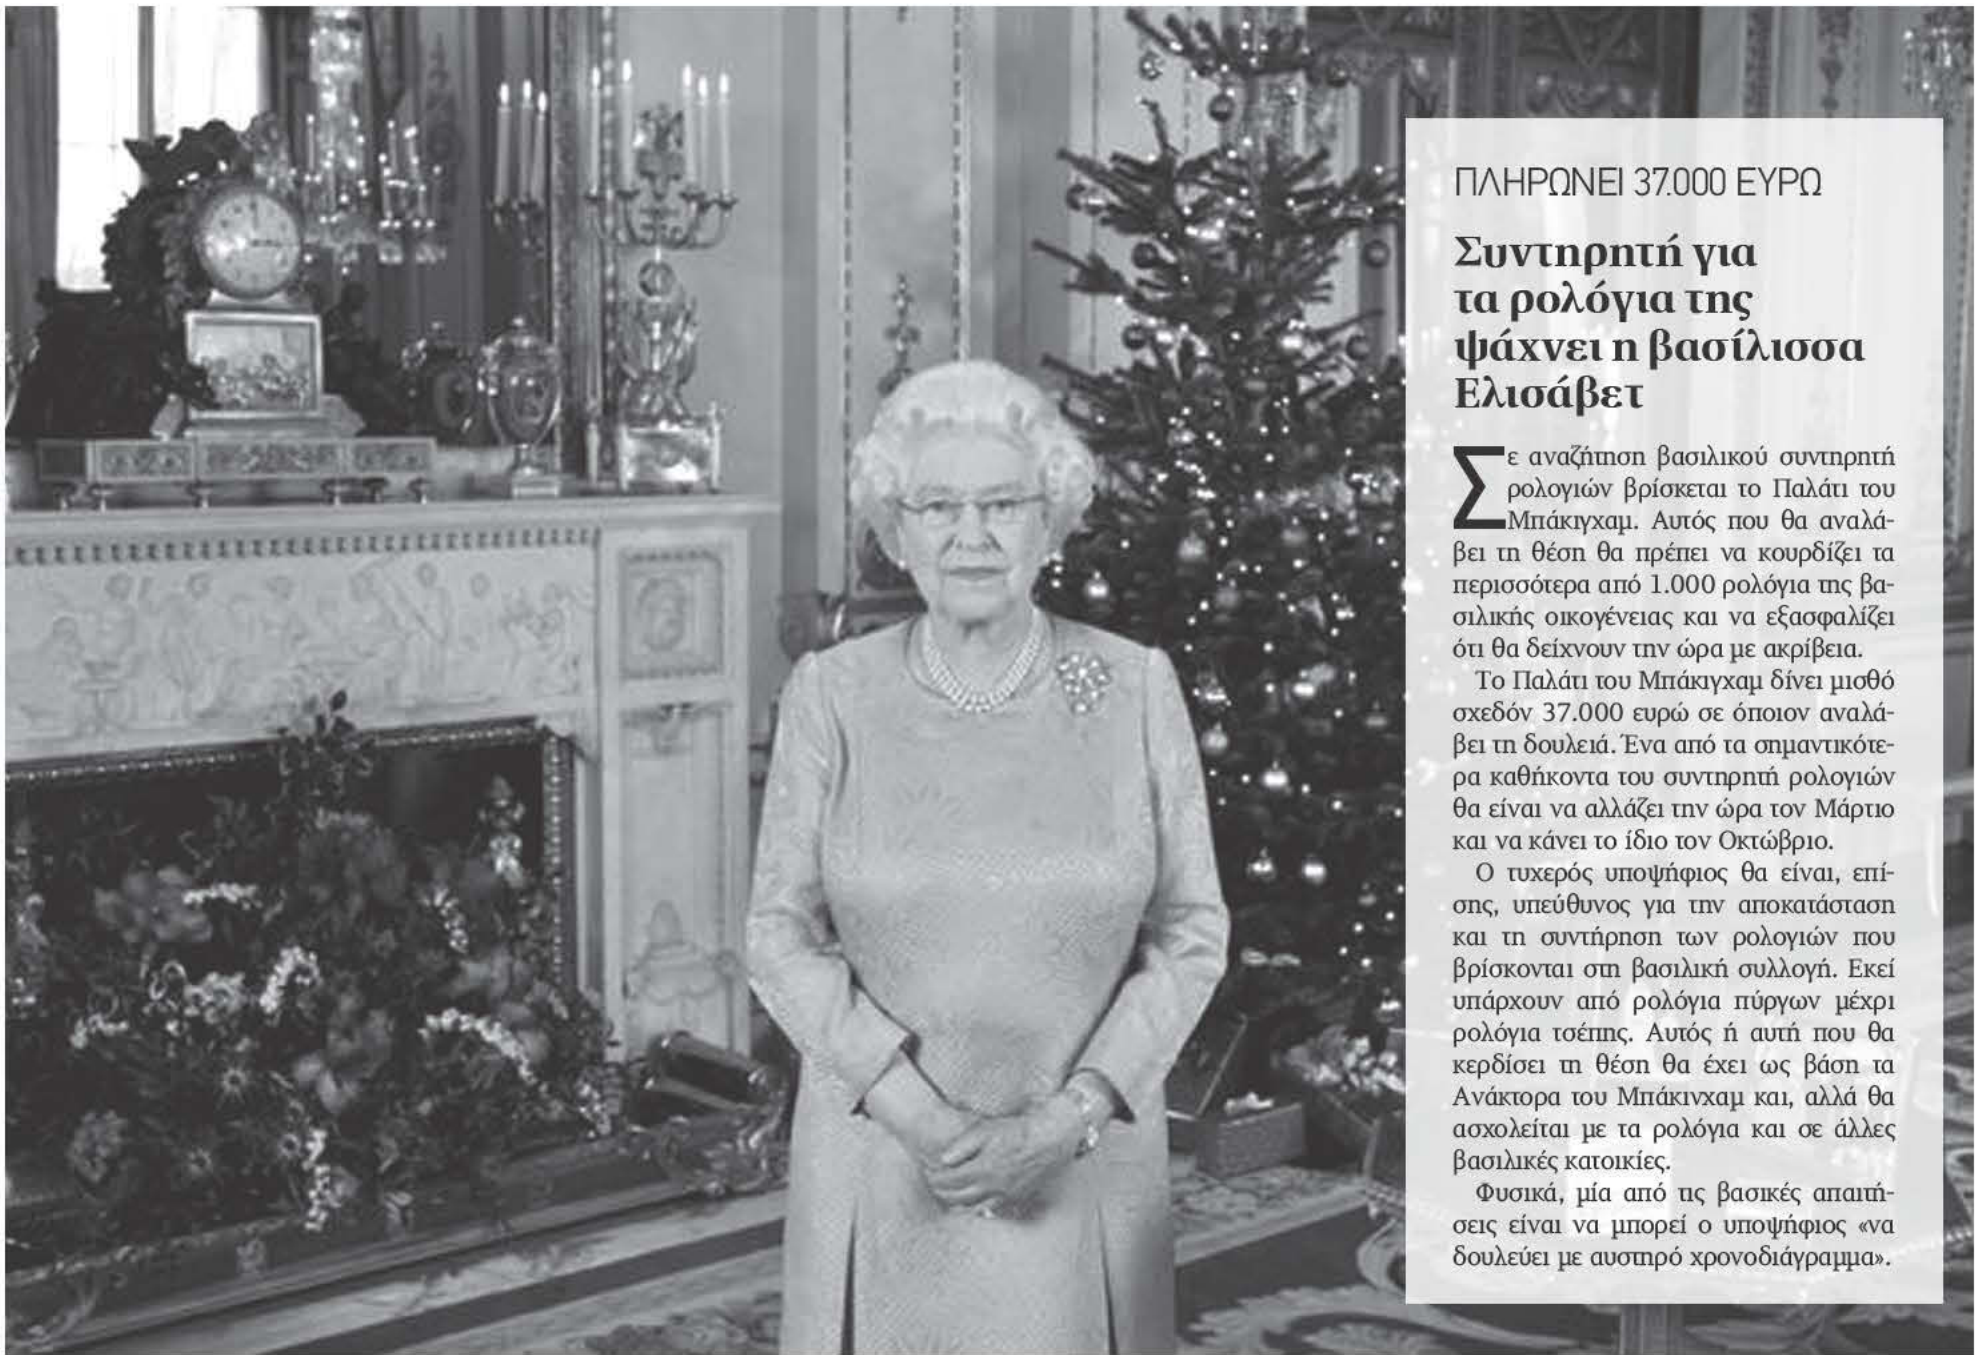 ΠΛΗΡΩΝΕΙ 37.000 ΕΥΡΩ
Συντηρητή για
τα ρολόγια της
ψάχνει η βασίλισσα
Ελισάβετ
Σε αναζήτηση βασιλικού συντηρητή
ρολογιών βρίσκεται το Παλάτι του
Μπάκιγχαμ. Αυτός που θα αναλά-
βει τη θέση θα πρέπει να κουρδίζει τα
περισσότερα από 1.000 ρολόγια της βα-
σιλικής οικογένειας και να εξασφαλίζει
ότι θα δείχνουν την ώρα με ακρίβεια.
Το Παλάτι του Μπάκιγχαμ δίνει μισθό
σχεδόν 37.000 ευρώ σε όποιον αναλά-
βει τη δουλειά. Ένα από τα σημαντικότε-
ρα καθήκοντα του συντηρητή ρολογιών
θα είναι να αλλάζει την ώρα τον Μάρτιο
και να κάνει το ίδιο τον Οκτώβριο.
Ο τυχερός υποψήφιος θα είναι, επί-
σης, υπεύθυνος για την αποκατάσταση
και τη συντήρηση των ρολογιών που
βρίσκονται στη βασιλική συλλογή. Εκεί
υπάρχουν από ρολόγια πύργων μέχρι
ρολόγια τσέπης. Αυτός ή αυτή που θα
κερδίσει τη θέση θα έχει ως βάση τα
Ανάκτορα του Μπάκινχαμ και, αλλά θα
ασχολείται με τα ρολόγια και σε άλλες
βασιλικές κατοικίες.
Φυσικά, μία από τις βασικές απαιτή-
σεις είναι να μπορεί ο υποψήφιος «να
δουλεύει με αυστηρό χρονοδιάγραμμα».